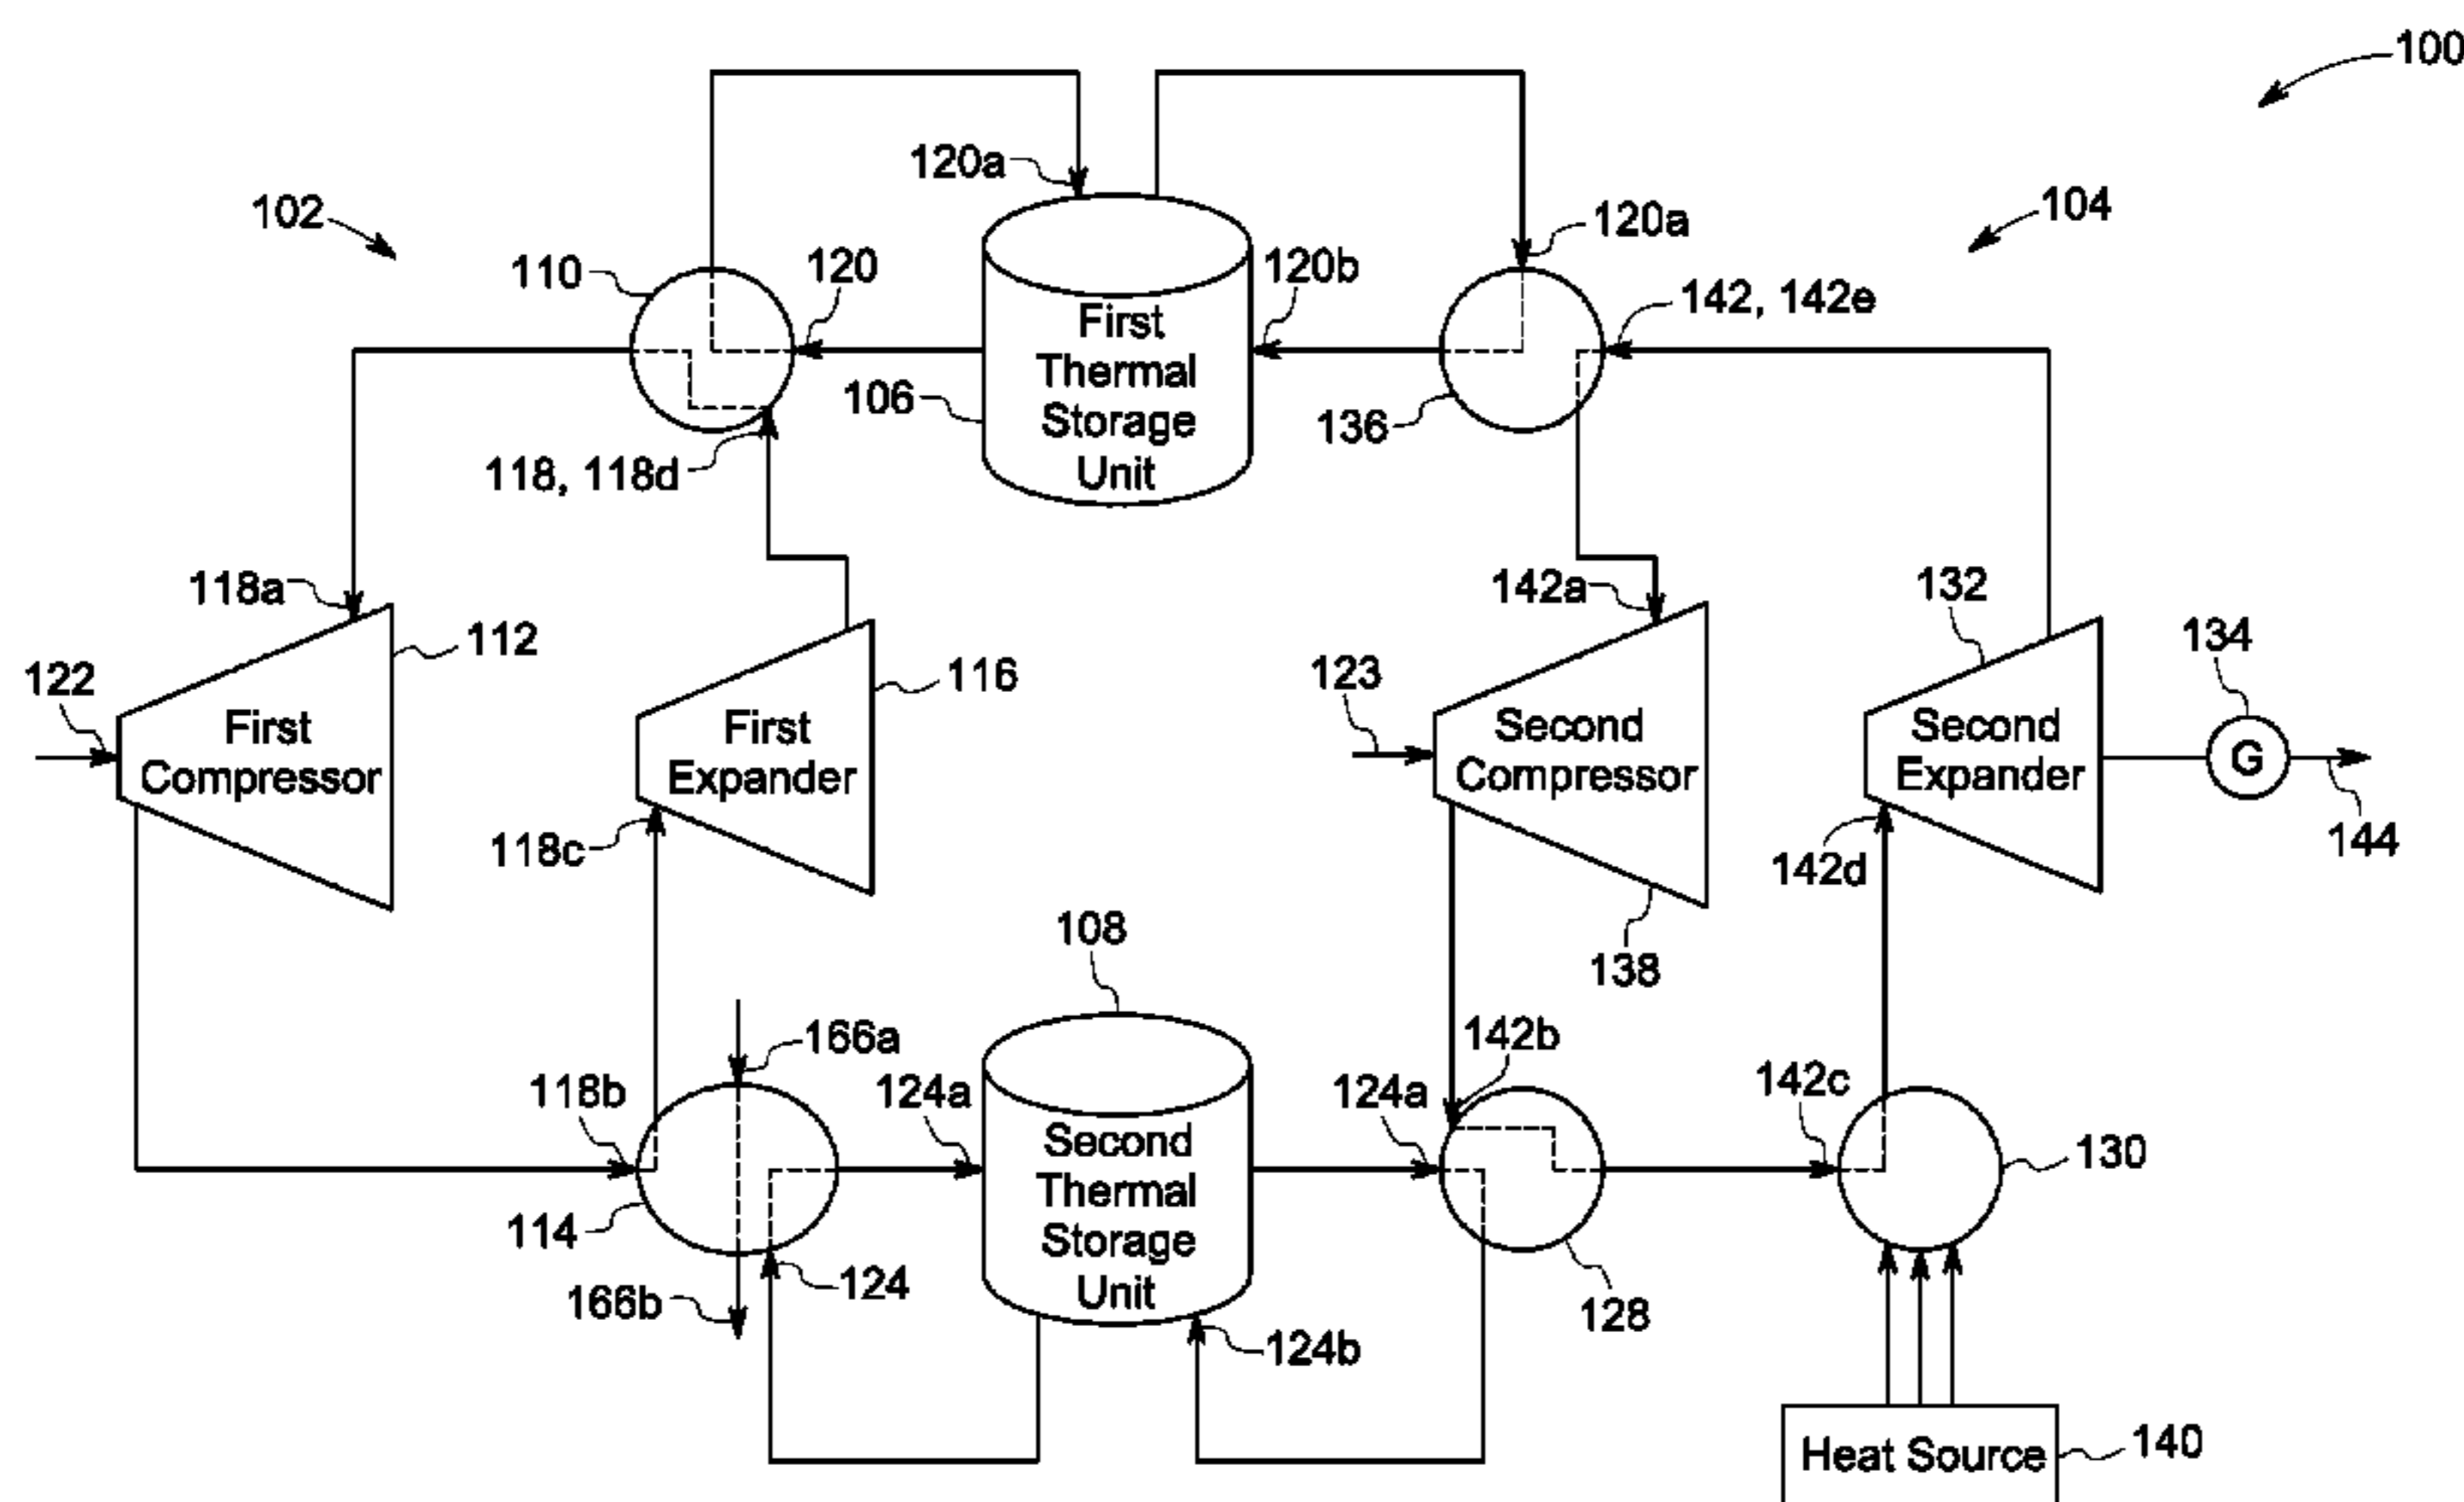 100
120a
102
104
120a
110
120
120b
142, 142e
First
Thermal
Storage
Unit
106
136
118, 118d
118a
142a
132
112
134
122
116
123
First
Compressor
First
Expander
Second
Compressor
Second
Expander
G
118c
142d
144
108
138
166a
142b
118b
124a
124a
142c
Second
Thermal
Storage
Unit
130
114
124
166b
128
124b
Heat Source
140